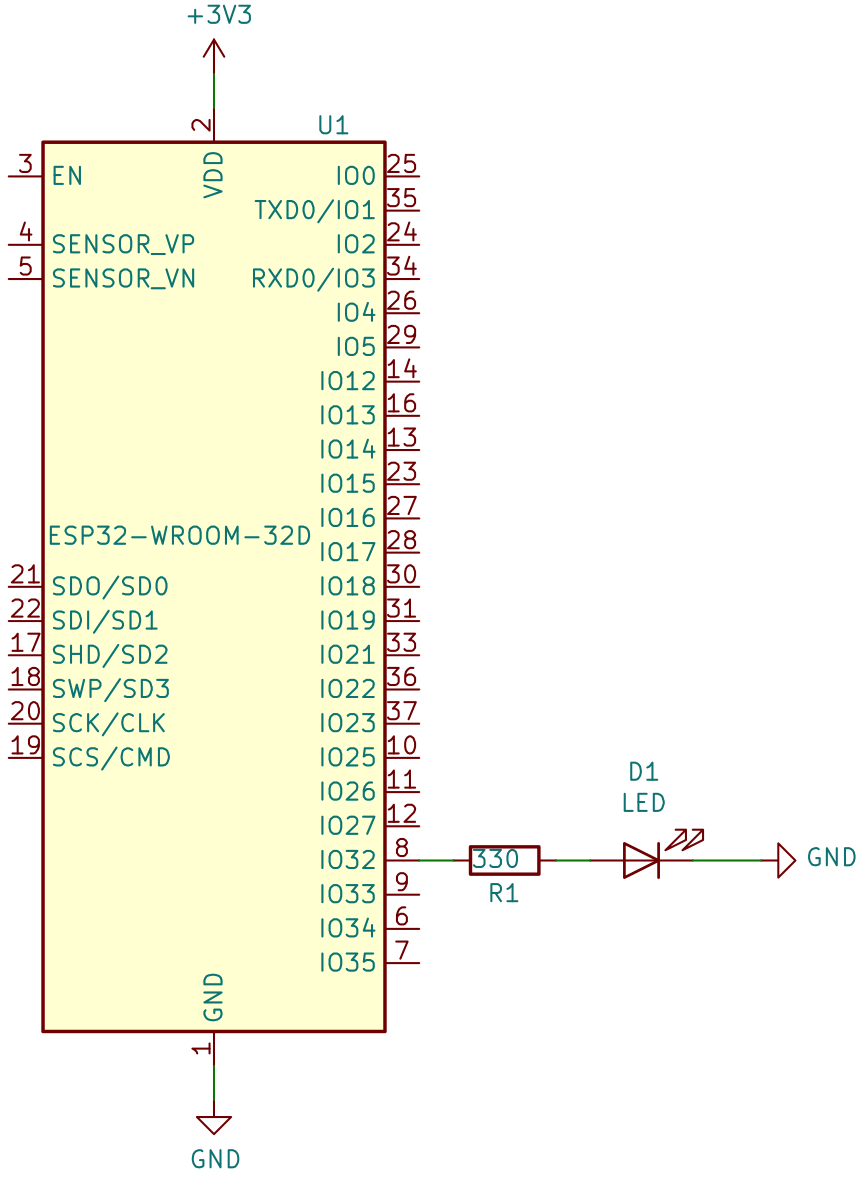 +3V3
U1
2
VDD
3 EN
4 SENSOR_VP
5 SENSOR_VN
ESP32-WROOM-32D
21 SDO/SD0
22 SDI/SD1
17 SHD/SD2
18 SWP/SD3
20 SCK/CLK
19 SCS/CMD
IO0 25
TXD0/IO1 35
IO2 24
RXD0/IO3 34
IO4 26
IO5 29
IO12 14
IO13 16
IO14 13
IO15 23
IO16 27
IO17 28
IO18 30
IO19 31
IO21 33
IO22 36
IO23 37
IO25 10
IO26 11
IO27 12
IO32 8
IO33 9
IO34 6
IO35 7
GND
1
GND
330
R1
D1
LED
GND